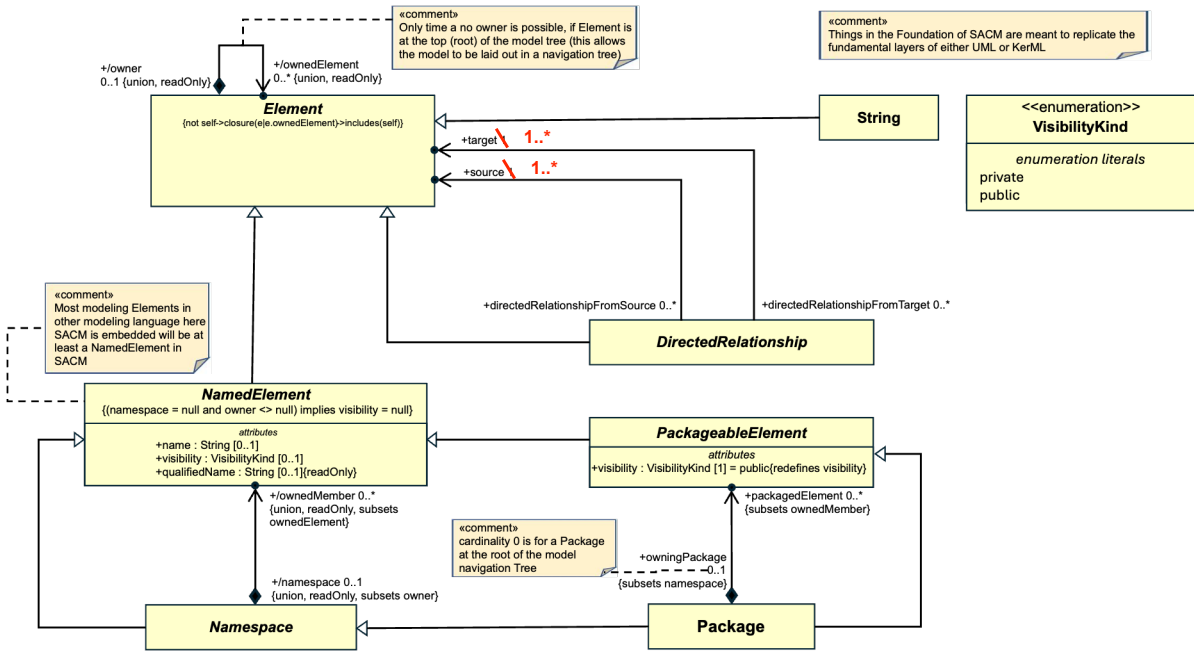 «comment»
Only time a no owner is possible, if Element is
at the top (root) of the model tree (this allows
the model to be laid out in a navigation tree)
«comment»
Things in the Foundation of SACM are meant to replicate the
fundamental layers of either UML or KerML
+/owner
0..1 {union, readOnly}
+/ownedElement
0..* {union, readOnly}
Element
{not self->closure(e|e.ownedElement)->includes(self)}
String
<<enumeration>>
VisibilityKind
enumeration literals
private
public
+target 1..*
+source 1..*
«comment»
Most modeling Elements in
other modeling language here
SACM is embedded will be at
least a NamedElement in
SACM
+directedRelationshipFromSource 0..*
+directedRelationshipFromTarget 0..*
DirectedRelationship
NamedElement
{(namespace = null and owner <> null) implies visibility = null}
attributes
+name : String [0..1]
+visibility : VisibilityKind [0..1]
+qualifiedName : String [0..1]{readOnly}
PackageableElement
attributes
+visibility : VisibilityKind [1] = public{redefines visibility}
+/ownedMember 0..*
{union, readOnly, subsets
ownedElement}
+packagedElement 0..*
{subsets ownedMember}
«comment»
cardinality 0 is for a Package
at the root of the model
navigation Tree
+owningPackage
0..1
{subsets namespace}
+/namespace 0..1
{union, readOnly, subsets owner}
Namespace
Package